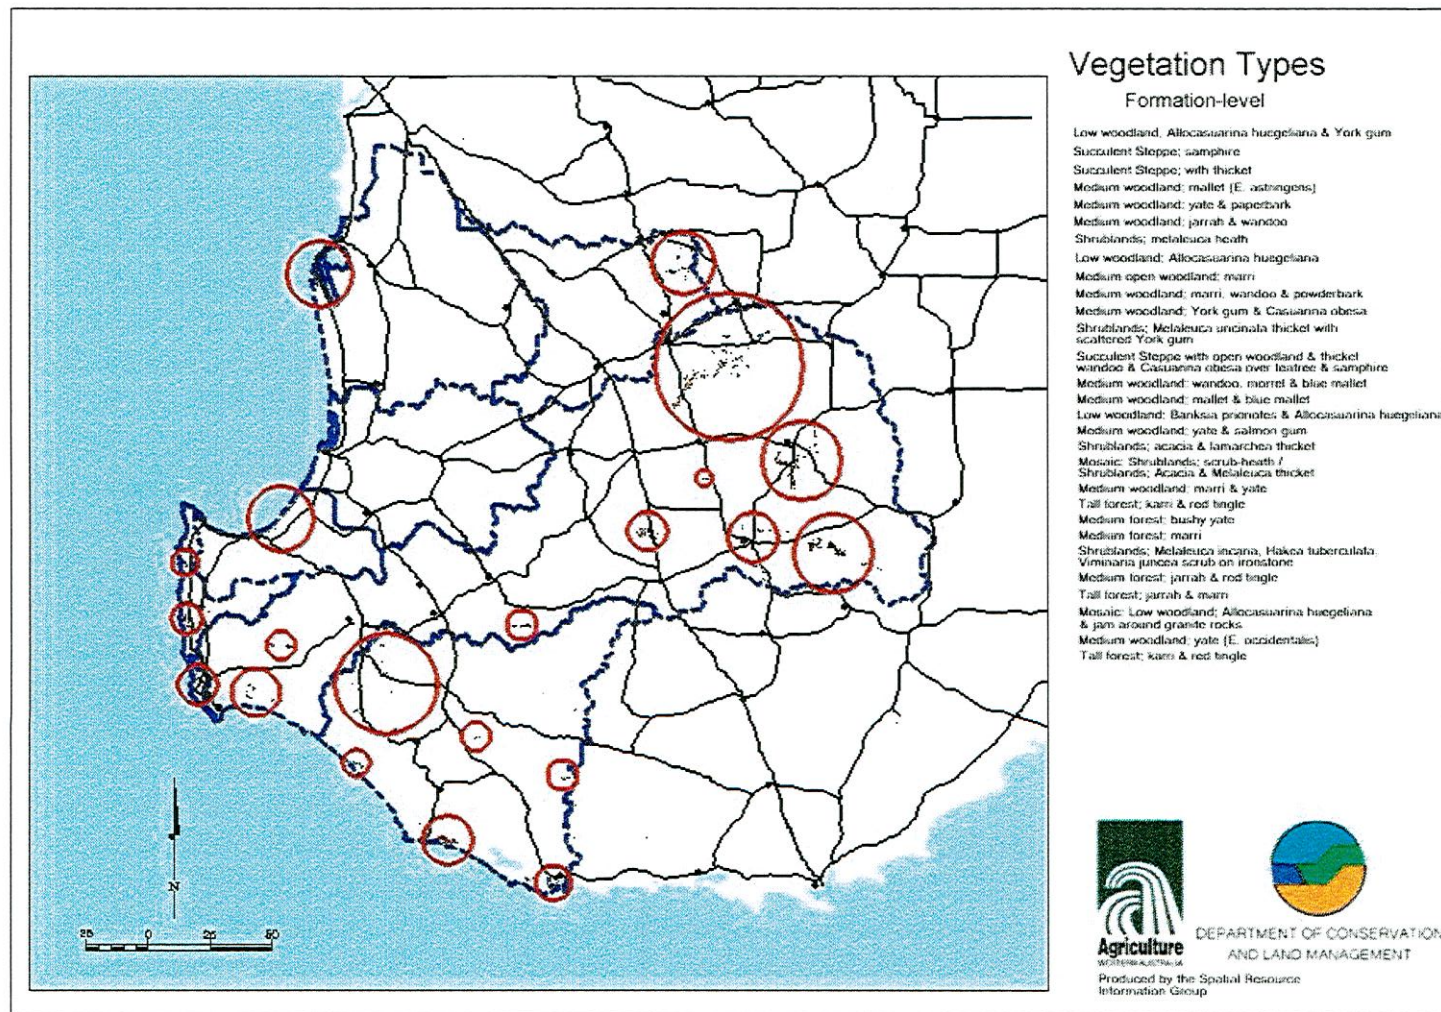 Vegetation Types
Formation-level
Low woodland, Allocasuarina huegeliana & York gum
Succulent Steppe; samphire
Succulent Steppe; with thicket
Medium woodland; mallet (E. astringens)
Medium woodland; yate & paperbark
Medium woodland; jarrah & wandoo
Shrublands; melaleuca heath
Low woodland; Allocasuarina huegeliana
Medium open woodland; marri
Medium woodland; marri, wandoo & powderbark
Medium woodland; York gum & Casuarina obesa
Shrublands; Melaleuca uncinata thicket with
scattered York gum
Succulent Steppe with open woodland & thicket
wandoo & Casuarina obesa over teatree & samphire
Medium woodland: wandoo, morrel & blue mallet
Medium woodland; mallet & blue mallet
Low woodland; Banksia prionotes & Allocasuarina huegeliana
Medium woodland; yate & salmon gum
Shrublands; acacia & lamarchea thicket
Mosaic: Shrublands; scrub-heath /
Shrublands; Acacia & Melaleuca thicket
Medium woodland; marri & yate
Tall forest; karri & red tingle
Medium forest; bushy yate
Medium forest; marri
Shrublands; Melaleuca incana, Hakea tuberculata,
Viminaria juncea scrub on ironstone
Medium forest; jarrah & red tingle
Tall forest; jarrah & marri
Mosaic: Low woodland; Allocasuarina huegeliana
& jam around granite rocks
Medium woodland; yate (E. occidentalis)
Tall forest; karri & red tingle
N
25 0 25 50
Agriculture
WESTERN AUSTRALIA
DEPARTMENT OF CONSERVATION
AND LAND MANAGEMENT
Produced by the Spatial Resource
Information Group